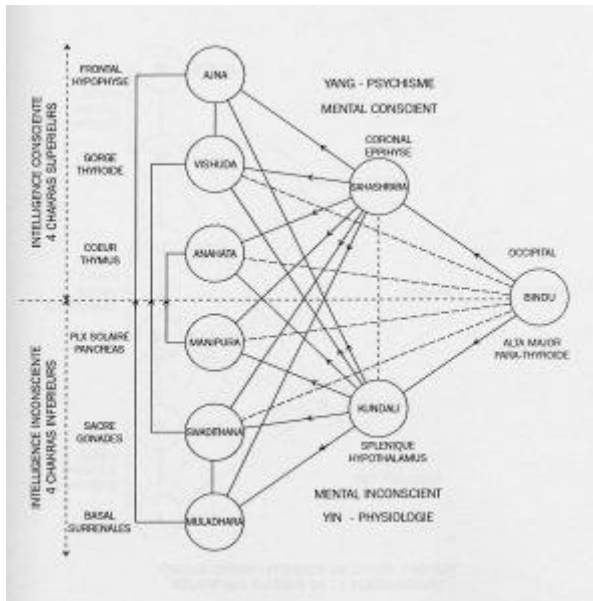 FRONTAL
HYPOPHYSE
AJNA
YANG - PSYCHISME
MENTAL CONSCIENT
INTELLIGENCE CONSCIENTE
4 CHAKRAS SUPERIEURS
GORGE
THYROIDE
VISHUDA
CORONAL
EPIPHYSE
SAHASHRARA
COEUR
THYMUS
ANAHATA
OCCIPITAL
BINDU
PLX SOLAIRE
PANCREAS
MANIPURA
ALTA MAJOR
PARA-THYROIDE
INTELLIGENCE INCONSCIENTE
4 CHAKRAS INFERIEURS
SACRE
GONADES
SWADITHANA
KUNDALI
SPLENIQUE
HYPOTHALAMUS
MENTAL INCONSCIENT
YIN - PHYSIOLOGIE
BASAL
SURRENALES
MULADHARA